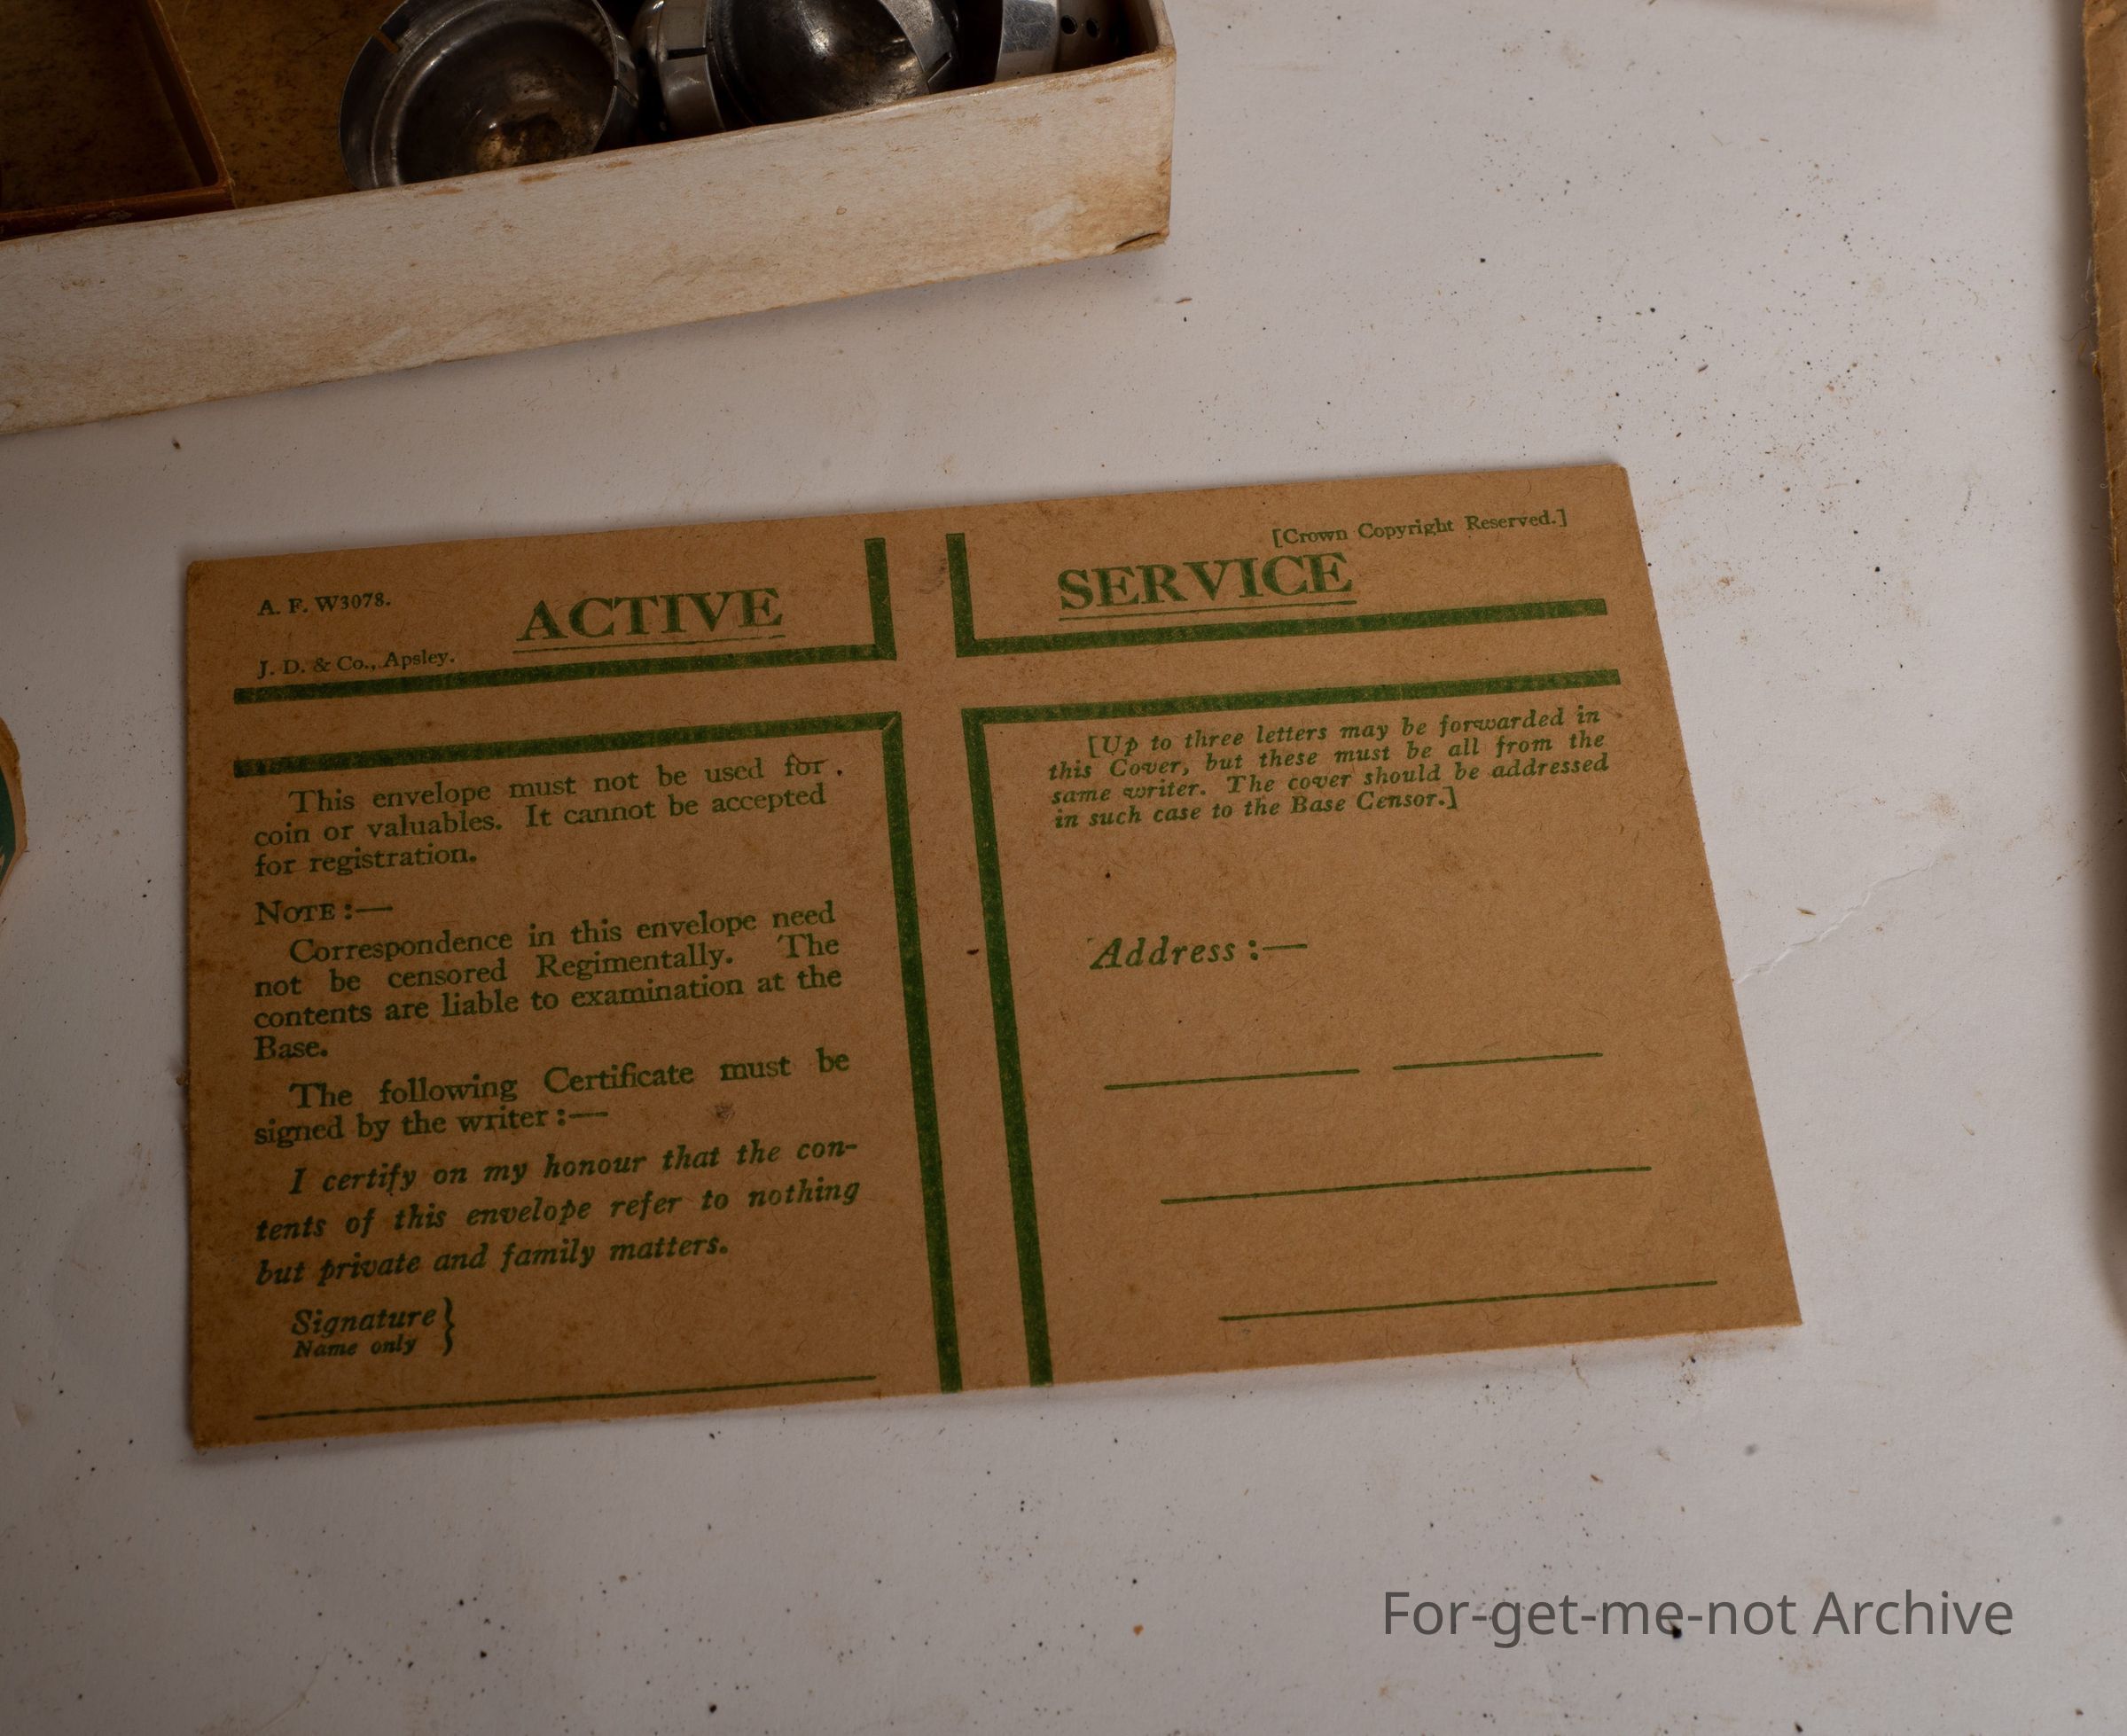 [Crown Copyright Reserved.]
A. F. W3078.
ACTIVE SERVICE
J. D. & Co., Apsley.
This envelope must not be used for
coin or valuables. It cannot be accepted
for registration.
NOTE :—
Correspondence in this envelope need
not be censored Regimentally. The
contents are liable to examination at the
Base.
The following Certificate must be
signed by the writer :—
I certify on my honour that the con-
tents of this envelope refer to nothing
but private and family matters.
Signature }
Name only
[Up to three letters may be forwarded in
this Cover, but these must be all from the
same writer. The cover should be addressed
in such case to the Base Censor.]
Address :—
For-get-me-not Archive